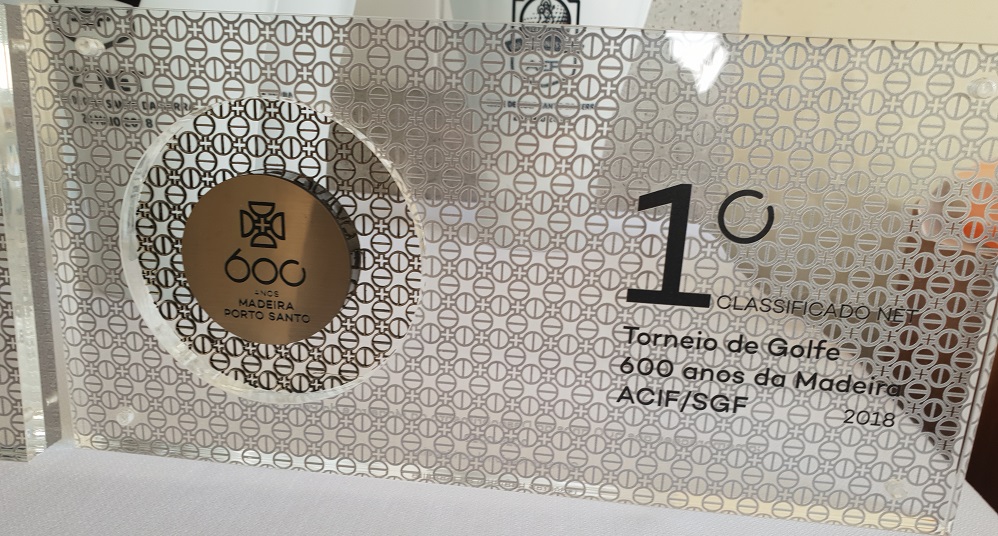 600
ANOS
MADEIRA
PORTO SANTO
1º
CLASSIFICADO NET
Torneio de Golfe
600 anos da Madeira
ACIF/SGF
2018